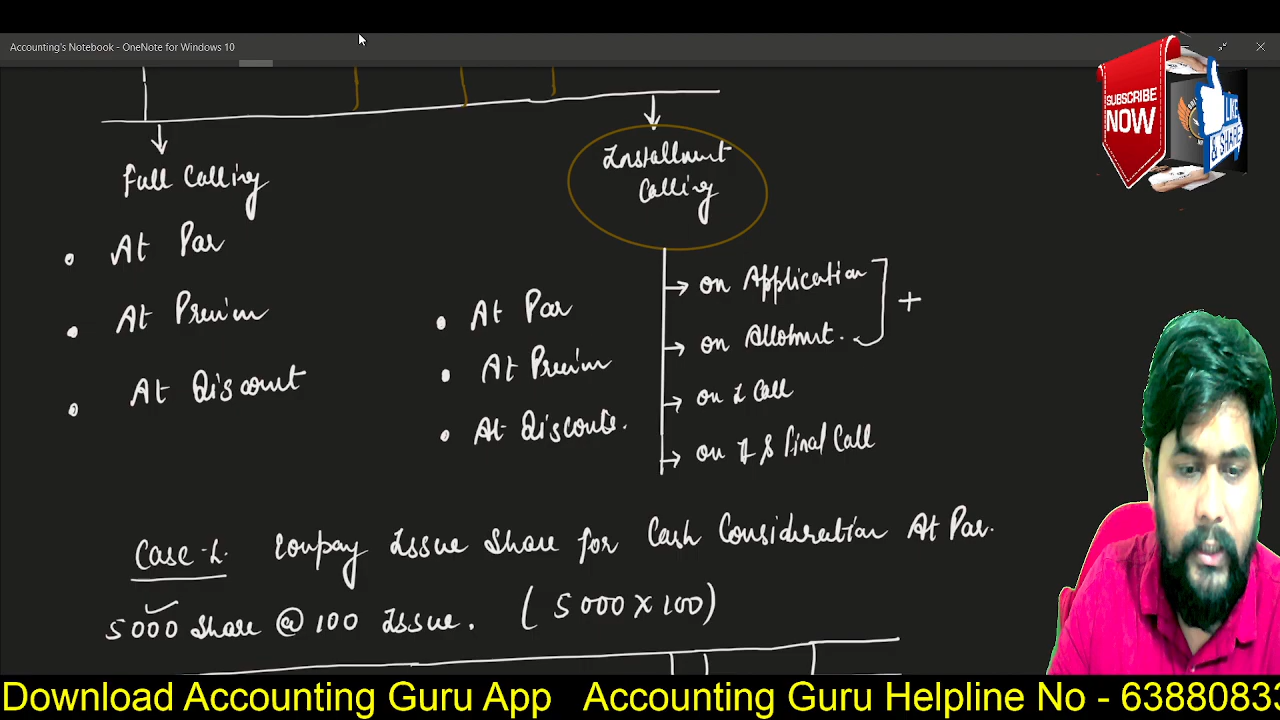 Accounting's Notebook - OneNote for Windows 10
SUBSCRIBE
NOW
LIKE
& SHARE
Full Calling
• At Par
• At Premium
• At Discount
Installment
Calling
• At Par
• At Premium
• At Discount.
→ on Application
→ on Allotment.
+
→ on I Call
→ on II & Final Call
Case-I. Company Issue Share for Cash Consideration At Par.
5000 Share @ 100 Issue. (5000 × 100)
Download Accounting Guru App Accounting Guru Helpline No - 63880833